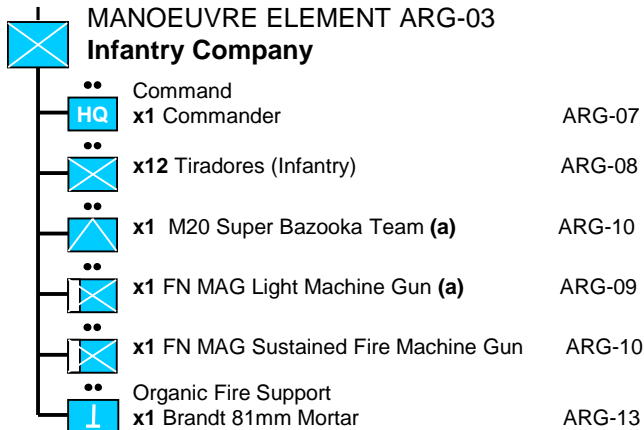 MANOEUVRE ELEMENT ARG-03
Infantry Company
Command
HQ x1 Commander ARG-07
x12 Tiradores (Infantry) ARG-08
x1 M20 Super Bazooka Team (a) ARG-10
x1 FN MAG Light Machine Gun (a) ARG-09
x1 FN MAG Sustained Fire Machine Gun ARG-10
Organic Fire Support
x1 Brandt 81mm Mortar ARG-13